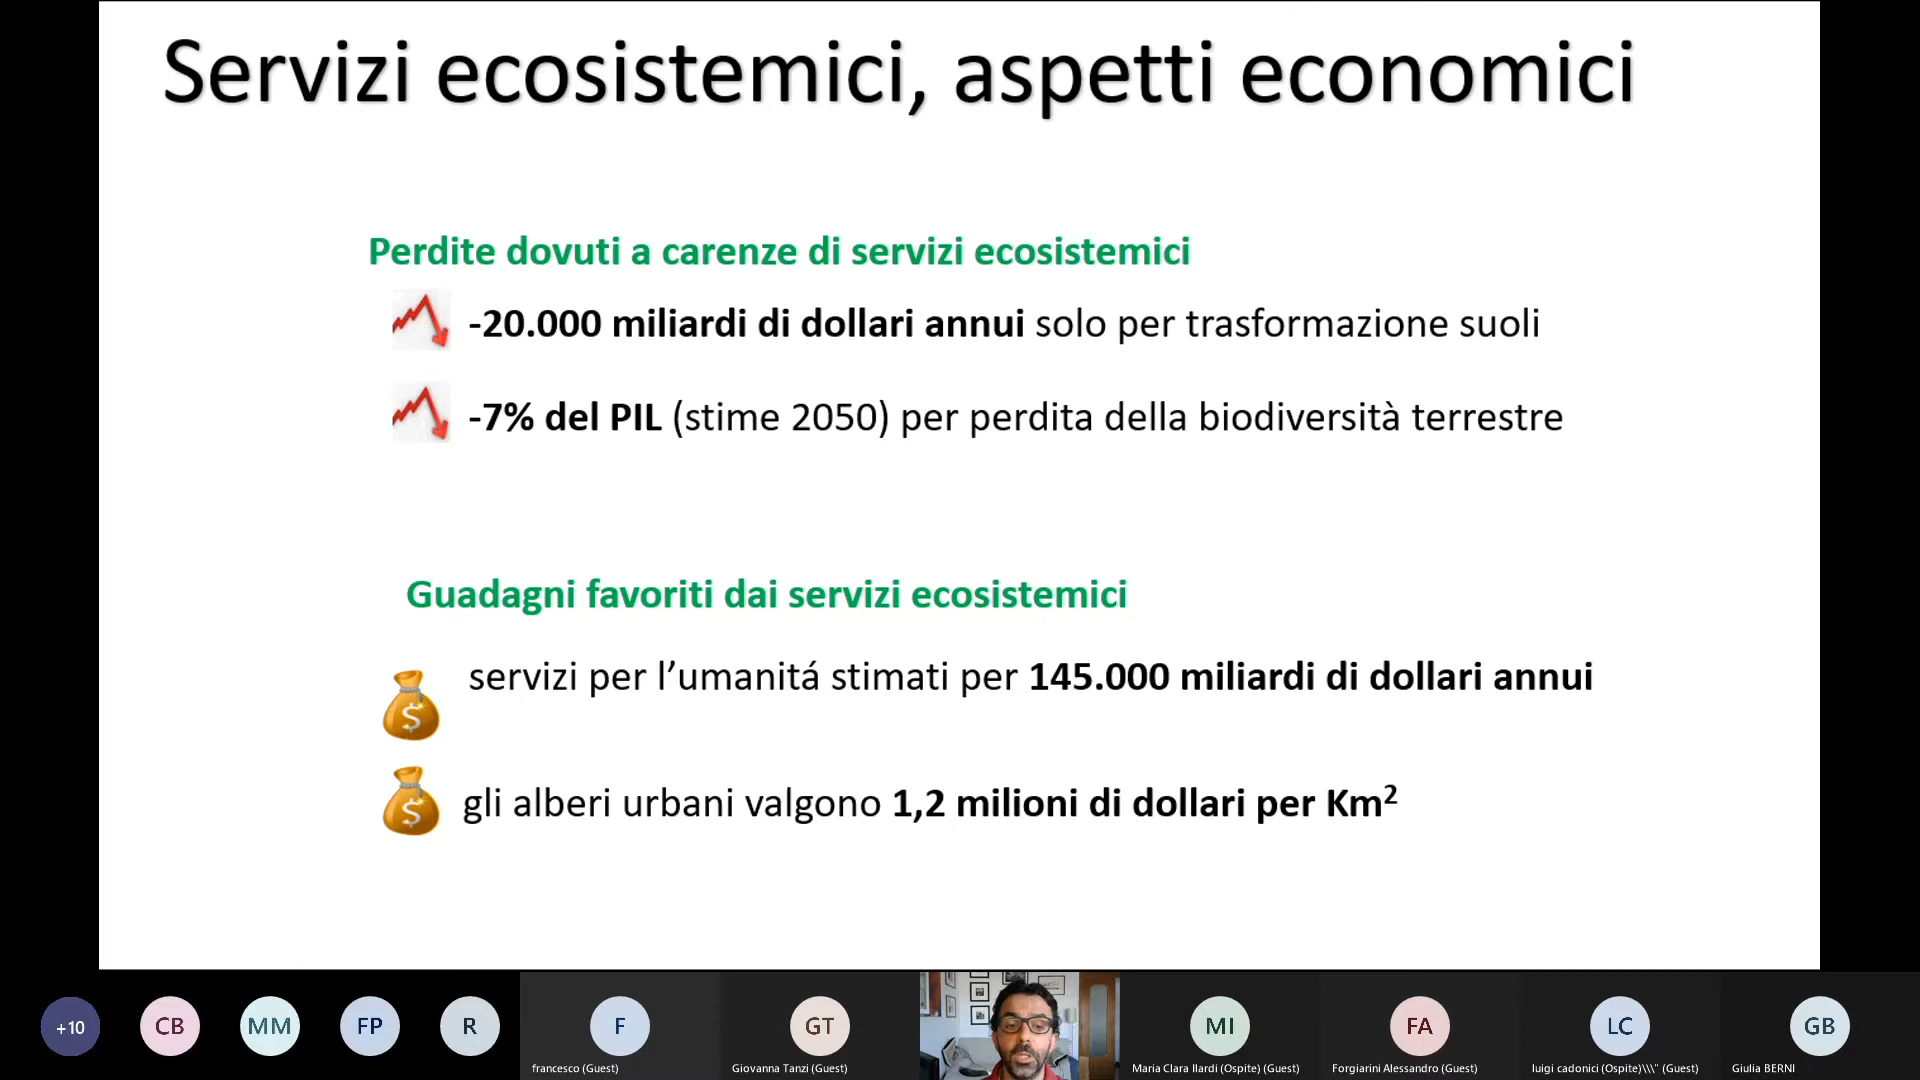 Servizi ecosistemici, aspetti economici
Perdite dovuti a carenze di servizi ecosistemici
-20.000 miliardi di dollari annui solo per trasformazione suoli
-7% del PIL (stime 2050) per perdita della biodiversità terrestre
Guadagni favoriti dai servizi ecosistemici
servizi per l’umanitá stimati per 145.000 miliardi di dollari annui
$
gli alberi urbani valgono 1,2 milioni di dollari per Km²
$
+10 CB MM FP R F GT MI FA LC GB
francesco (Guest) Giovanna Tanzi (Guest) Maria Clara Ilardi (Ospite) (Guest) Forgiarini Alessandro (Guest) luigi cadonici (Ospite)\\\" (Guest) Giulia BERNI